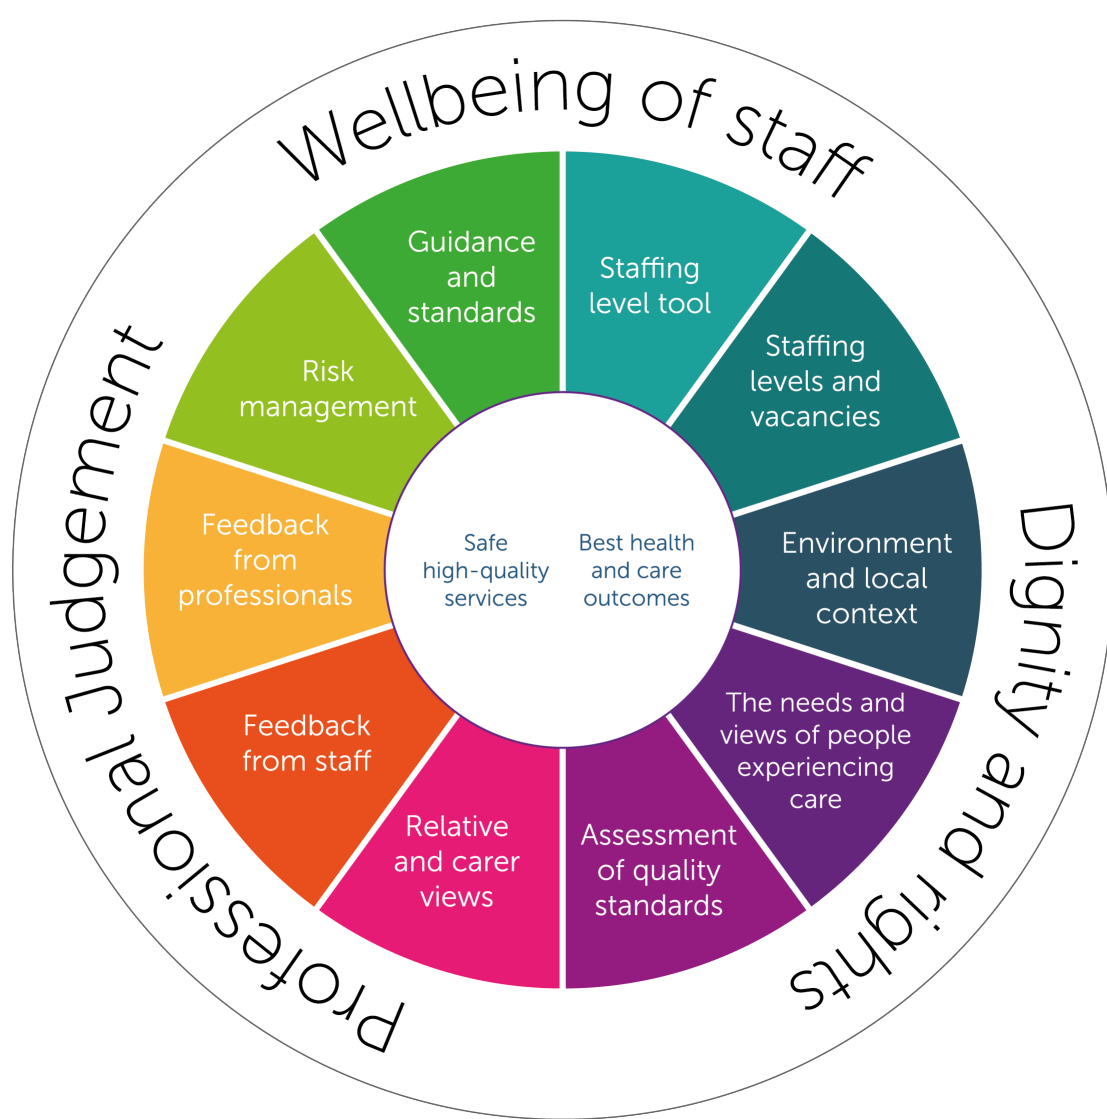 Wellbeing of staff
Dignity and rights
Professional Judgement
Staffing
level tool
Staffing
levels and
vacancies
Environment
and local
context
The needs and
views of people
experiencing
care
Assessment
of quality
standards
Relative
and carer
views
Feedback
from staff
Feedback
from
professionals
Risk
management
Guidance
and
standards
Safe
high-quality
services
Best health
and care
outcomes